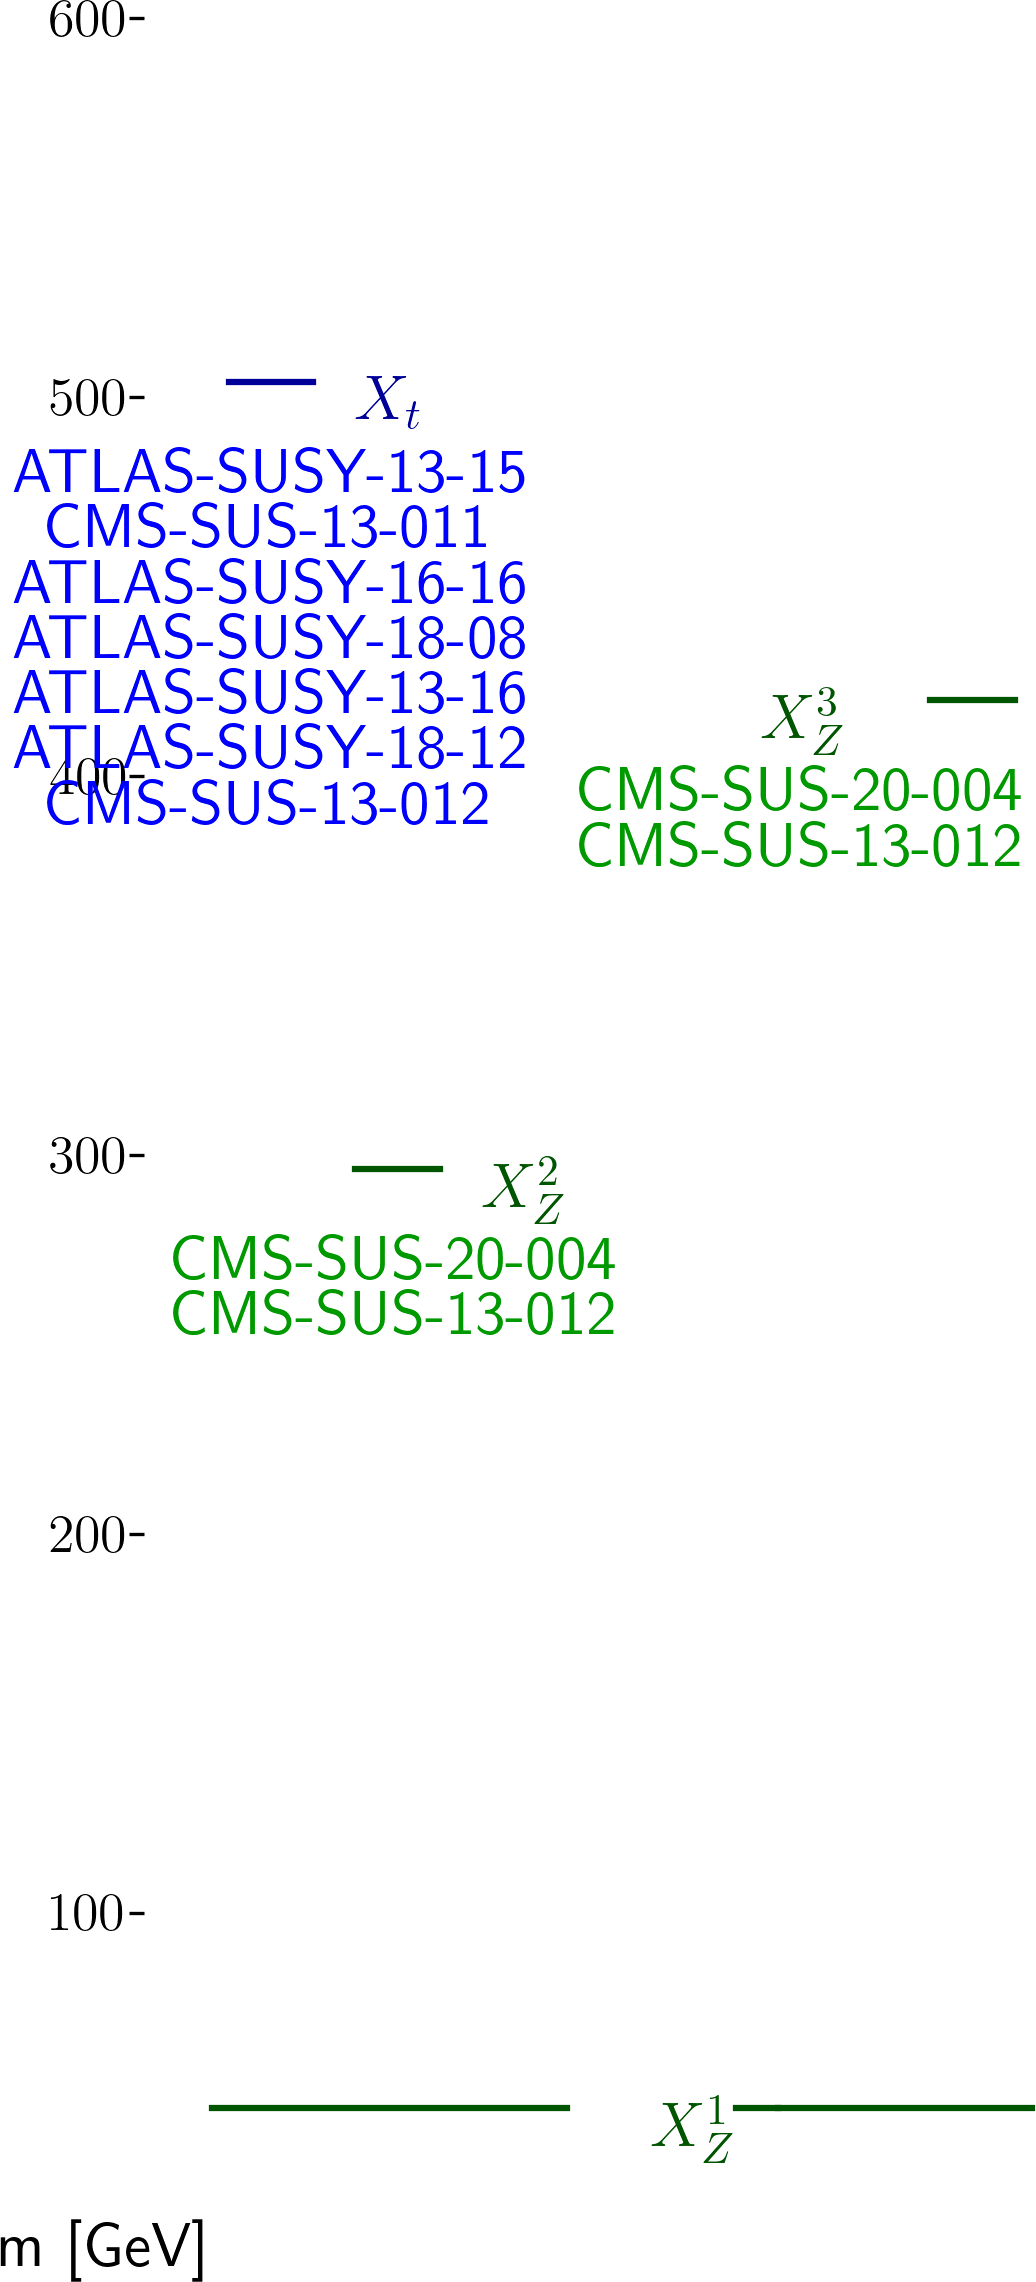 600-
500-
X_t
ATLAS-SUSY-13-15
CMS-SUS-13-011
ATLAS-SUSY-16-16
ATLAS-SUSY-18-08
ATLAS-SUSY-13-16
X_Z^3
ATLAS-SUSY-18-12
400-
CMS-SUS-13-012
CMS-SUS-20-004
CMS-SUS-13-012
300-
X_Z^2
CMS-SUS-20-004
CMS-SUS-13-012
200-
100-
X_Z^1
m [GeV]